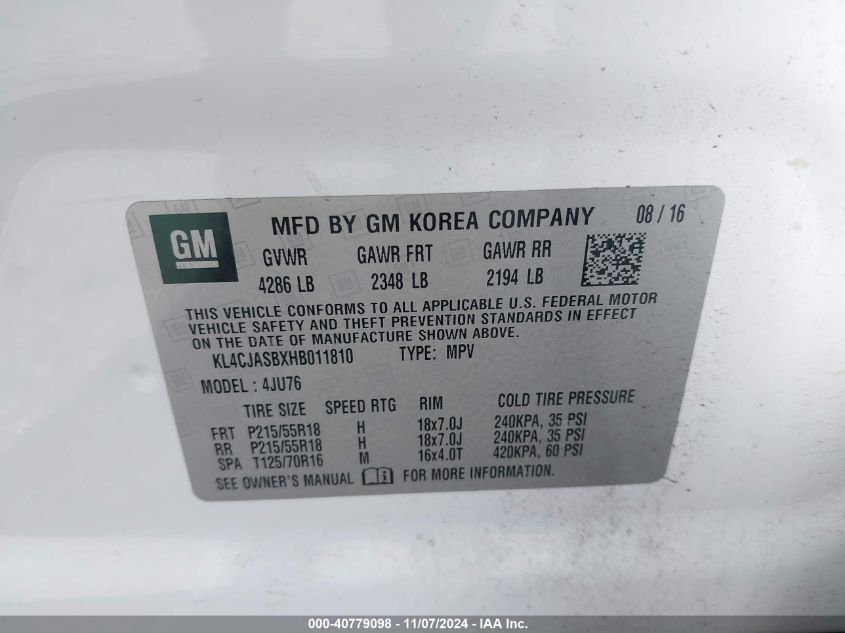 GM
MFD BY GM KOREA COMPANY 08 / 16
GVWR GAWR FRT GAWR RR
4286 LB 2348 LB 2194 LB
THIS VEHICLE CONFORMS TO ALL APPLICABLE U.S. FEDERAL MOTOR
VEHICLE SAFETY AND THEFT PREVENTION STANDARDS IN EFFECT
ON THE DATE OF MANUFACTURE SHOWN ABOVE.
KL4CJASBXHB011810 TYPE: MPV
MODEL : 4JU76
TIRE SIZE SPEED RTG RIM COLD TIRE PRESSURE
FRT P215/55R18 H 18x7.0J 240KPA, 35 PSI
RR P215/55R18 H 18x7.0J 240KPA, 35 PSI
SPA T125/70R16 M 16x4.0T 420KPA, 60 PSI
SEE OWNER'S MANUAL FOR MORE INFORMATION.
000-40779098 - 11/07/2024 - IAA Inc.